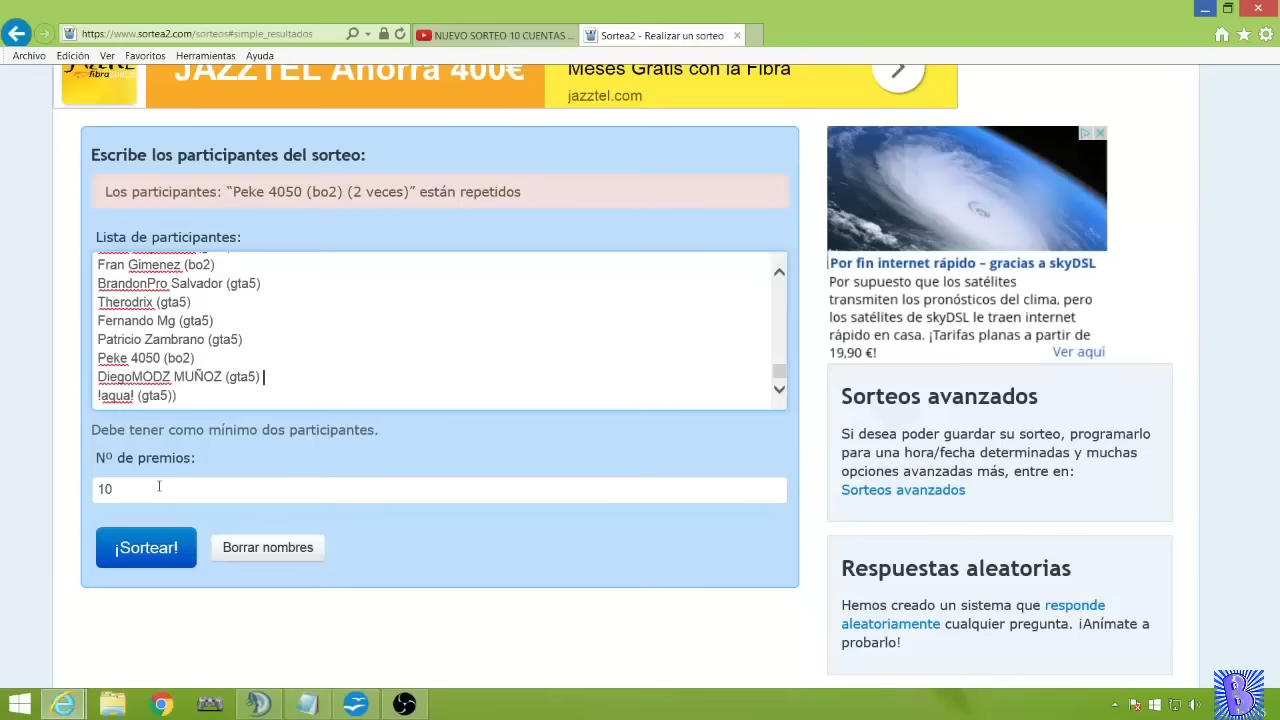 https://www.sortea2.com/sorteos#simple_resultados
NUEVO SORTEO 10 CUENTAS ...
Sortea2 - Realizar un sorteo
Archivo Edición Ver Favoritos Herramientas Ayuda
fibra
JAZZTEL Ahorra 400€
Meses Gratis con la Fibra
jazztel.com
Escribe los participantes del sorteo:
Los participantes: “Peke 4050 (bo2) (2 veces)” están repetidos
Lista de participantes:
Fran Gimenez (bo2)
BrandonPro Salvador (gta5)
Therodrix (gta5)
Fernando Mg (gta5)
Patricio Zambrano (gta5)
Peke 4050 (bo2)
DiegoMODZ MUÑOZ (gta5)
!aqua! (gta5))
Debe tener como mínimo dos participantes.
Nº de premios:
10
¡Sortear!
Borrar nombres
Por fin internet rápido – gracias a skyDSL
Por supuesto que los satélites
transmiten los pronósticos del clima, pero
los satélites de skyDSL le traen internet
rápido en casa. ¡Tarifas planas a partir de
19,90 €!
Ver aqui
Sorteos avanzados
Si desea poder guardar su sorteo, programarlo
para una hora/fecha determinadas y muchas
opciones avanzadas más, entre en:
Sorteos avanzados
Respuestas aleatorias
Hemos creado un sistema que responde
aleatoriamente cualquier pregunta. ¡Anímate a
probarlo!